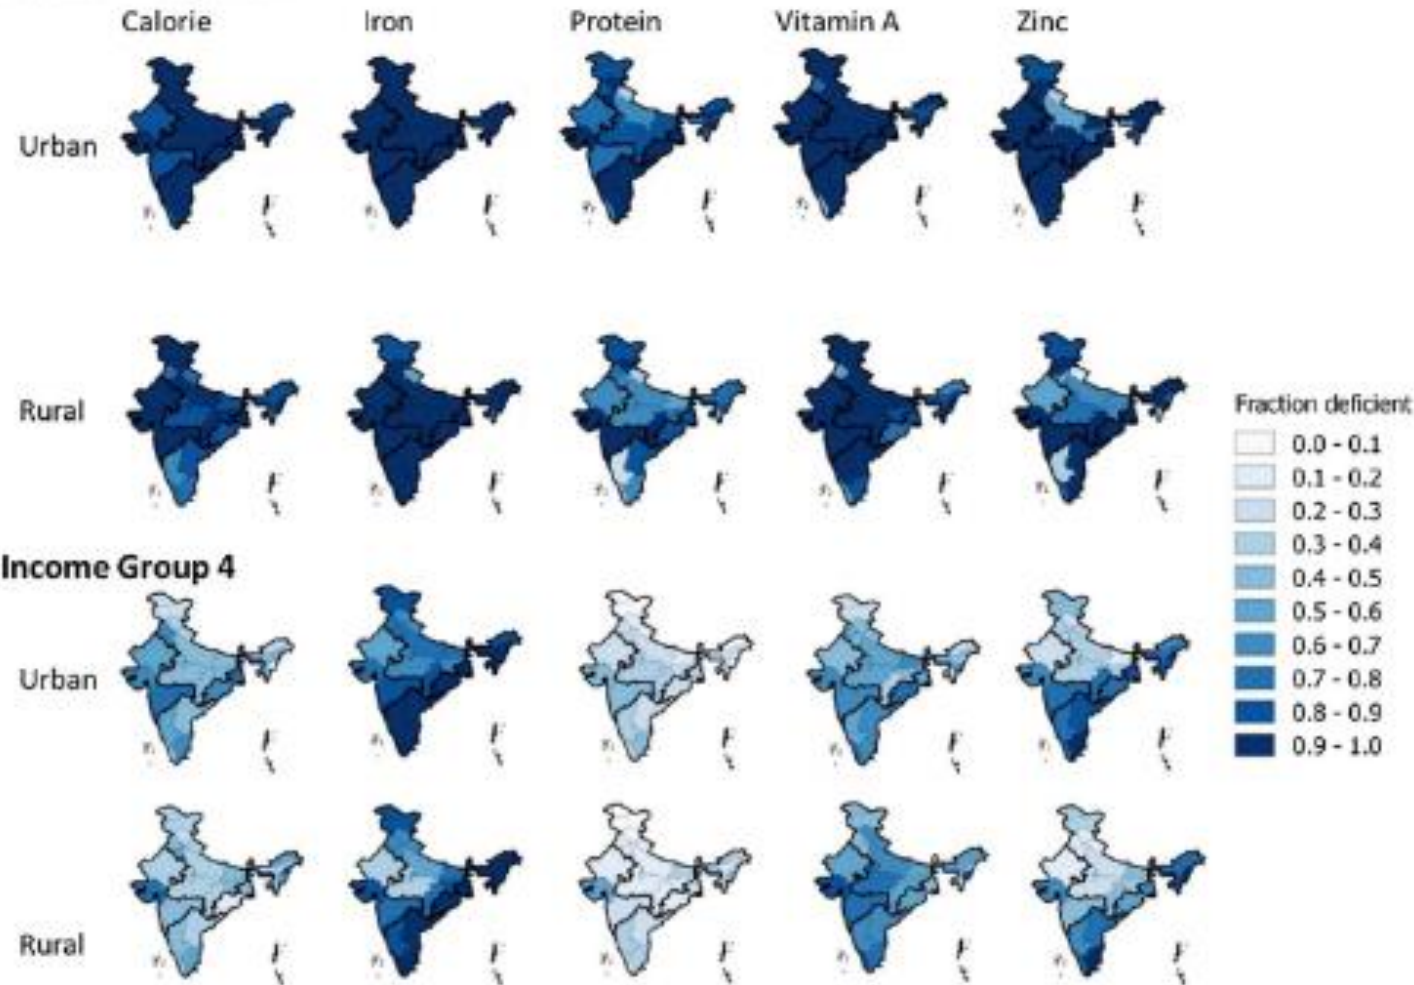 Calorie Iron Protein Vitamin A Zinc
Urban
Rural
Fraction deficient
0.0 - 0.1
0.1 - 0.2
0.2 - 0.3
0.3 - 0.4
0.4 - 0.5
0.5 - 0.6
0.6 - 0.7
0.7 - 0.8
0.8 - 0.9
0.9 - 1.0
Income Group 4
Urban
Rural